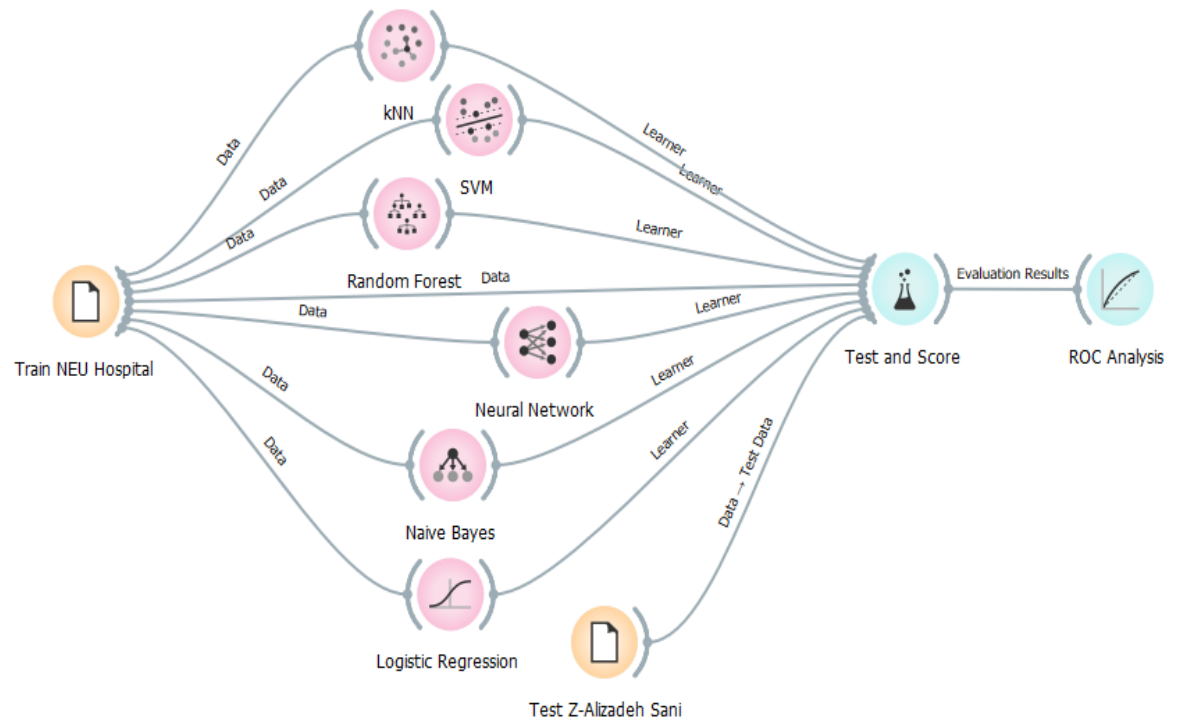 kNN
Data
Learner
Learner
SVM
Data
Data
Learner
Random Forest
Data
Evaluation Results
Data
Learner
Train NEU Hospital
Test and Score
ROC Analysis
Neural Network
Data
Learner
Data
Learner
Data → Test Data
Naive Bayes
Logistic Regression
Test Z-Alizadeh Sani